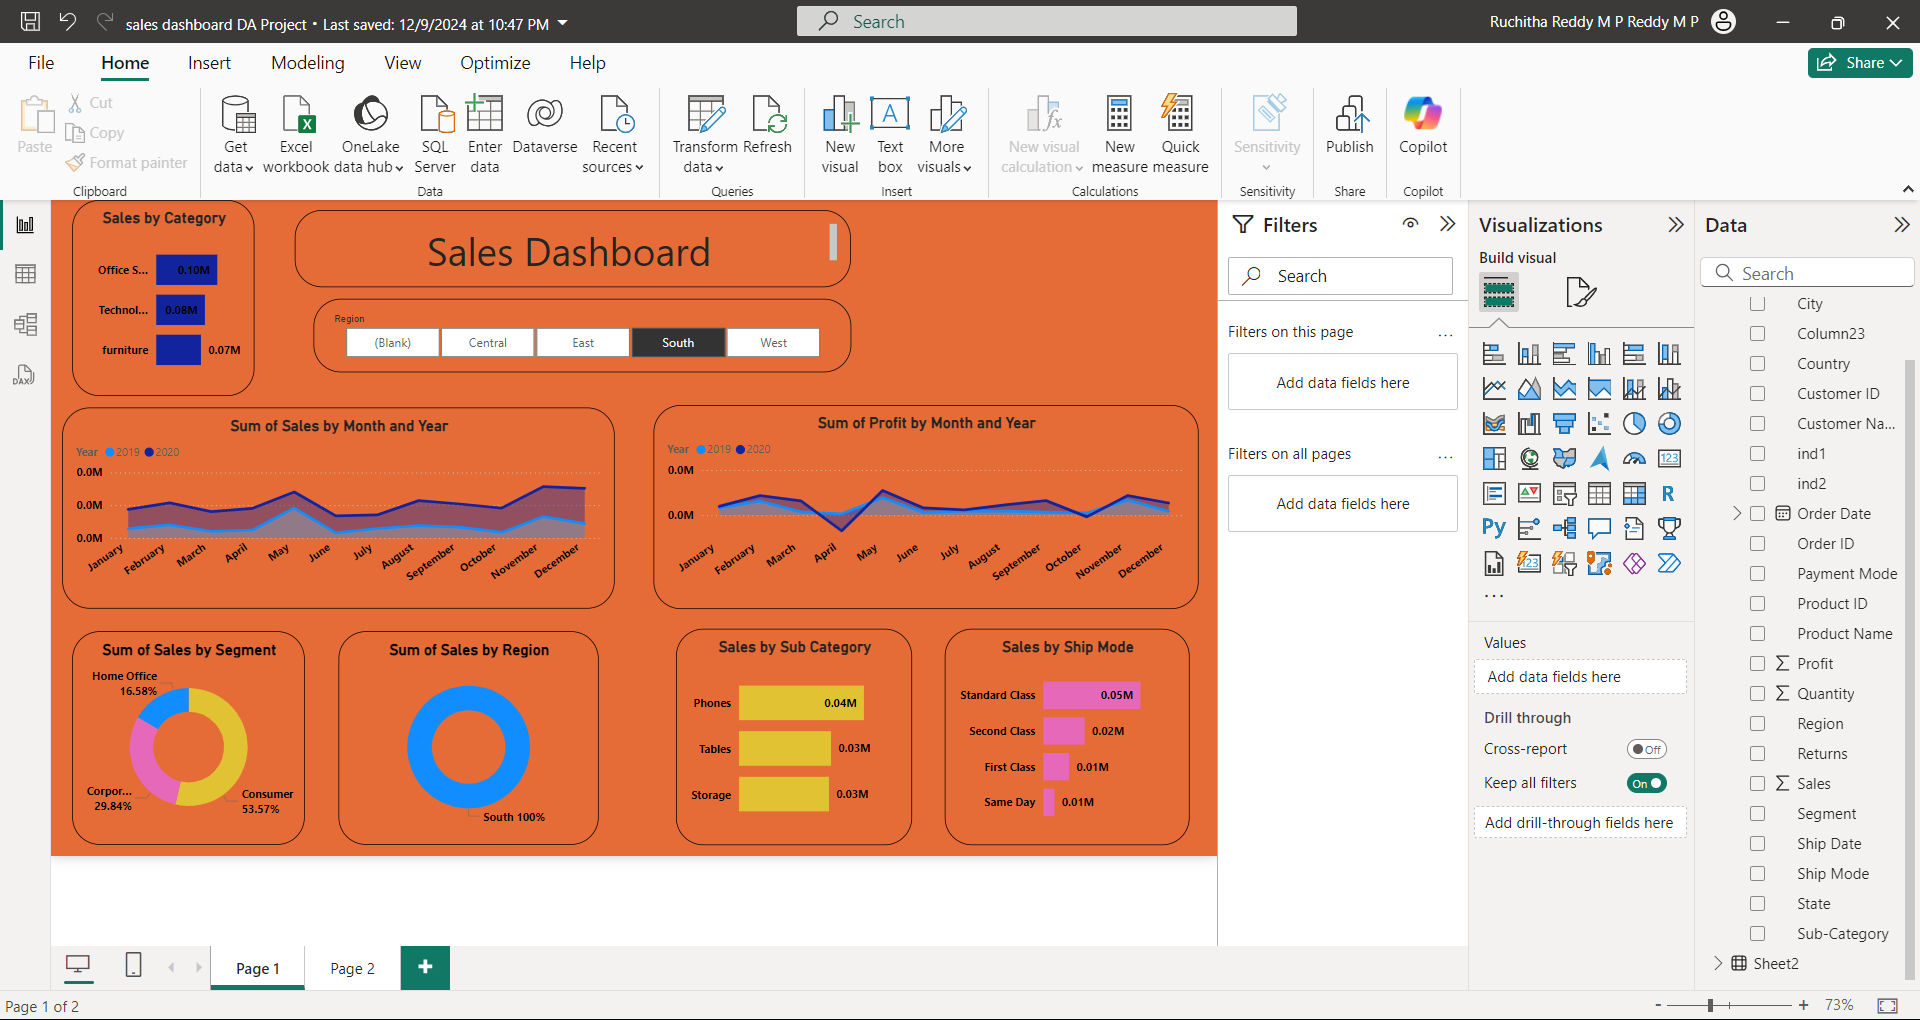 sales dashboard DA Project • Last saved: 12/9/2024 at 10:47 PM
Search
Ruchitha Reddy M P Reddy M P
File
Home
Insert
Modeling
View
Optimize
Help
Share
Paste
Cut
Copy
Format painter
Clipboard
Get data
Excel workbook
OneLake data hub
SQL Server
Enter data
Dataverse
Recent sources
Data
Transform data
Refresh
Queries
New visual
Text box
More visuals
Insert
New visual calculation
New measure
Quick measure
Calculations
Sensitivity
Sensitivity
Publish
Share
Copilot
Copilot
Sales by Category
Office S... 0.10M
Technol... 0.08M
furniture 0.07M
Sales Dashboard
Region
(Blank)
Central
East
South
West
Sum of Sales by Month and Year
Year 2019 2020
0.0M
0.0M
0.0M
January
February
March
April
May
June
July
August
September
October
November
December
Sum of Profit by Month and Year
Year 2019 2020
0.0M
0.0M
January
February
March
April
May
June
July
August
September
October
November
December
Sum of Sales by Segment
Home Office
16.58%
Corpor...
29.84%
Consumer
53.57%
Sum of Sales by Region
South 100%
Sales by Sub Category
Phones 0.04M
Tables 0.03M
Storage 0.03M
Sales by Ship Mode
Standard Class 0.05M
Second Class 0.02M
First Class 0.01M
Same Day 0.01M
Filters
Search
Filters on this page
...
Add data fields here
Filters on all pages
...
Add data fields here
Visualizations
Build visual
123
R
Py
123
...
Values
Add data fields here
Drill through
Cross-report Off
Keep all filters On
Add drill-through fields here
Data
Search
City
Column23
Country
Customer ID
Customer Na...
ind1
ind2
Order Date
Order ID
Payment Mode
Product ID
Product Name
Profit
Quantity
Region
Returns
Sales
Segment
Ship Date
Ship Mode
State
Sub-Category
Sheet2
DAX
Page 1
Page 2
+
Page 1 of 2
- + 73%